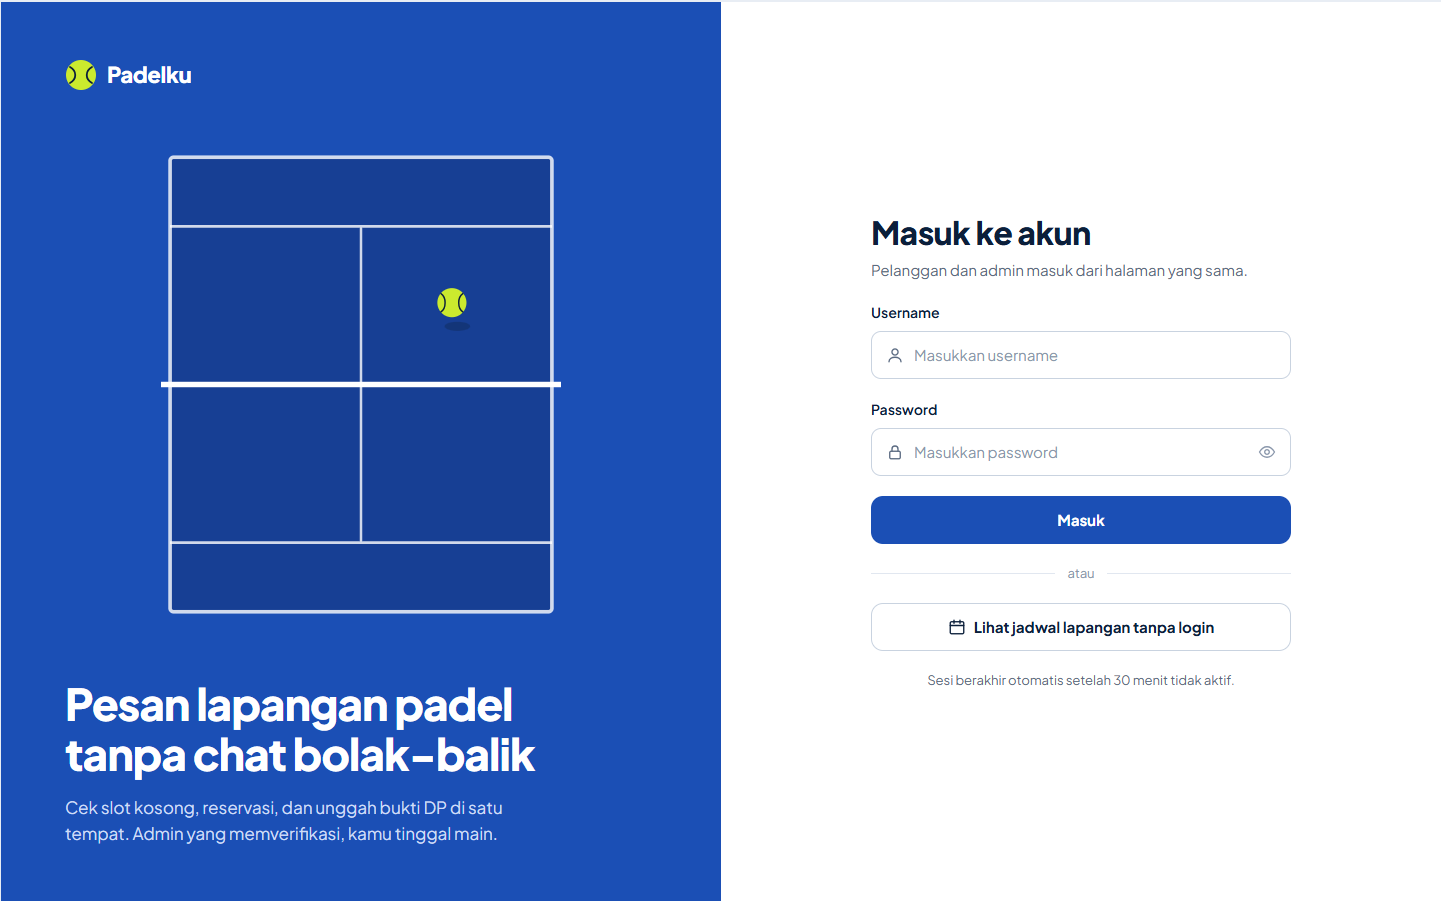 Padelku
Pesan lapangan padel
tanpa chat bolak-balik
Cek slot kosong, reservasi, dan unggah bukti DP di satu
tempat. Admin yang memverifikasi, kamu tinggal main.
Masuk ke akun
Pelanggan dan admin masuk dari halaman yang sama.
Username
Masukkan username
Password
Masukkan password
Masuk
atau
Lihat jadwal lapangan tanpa login
Sesi berakhir otomatis setelah 30 menit tidak aktif.